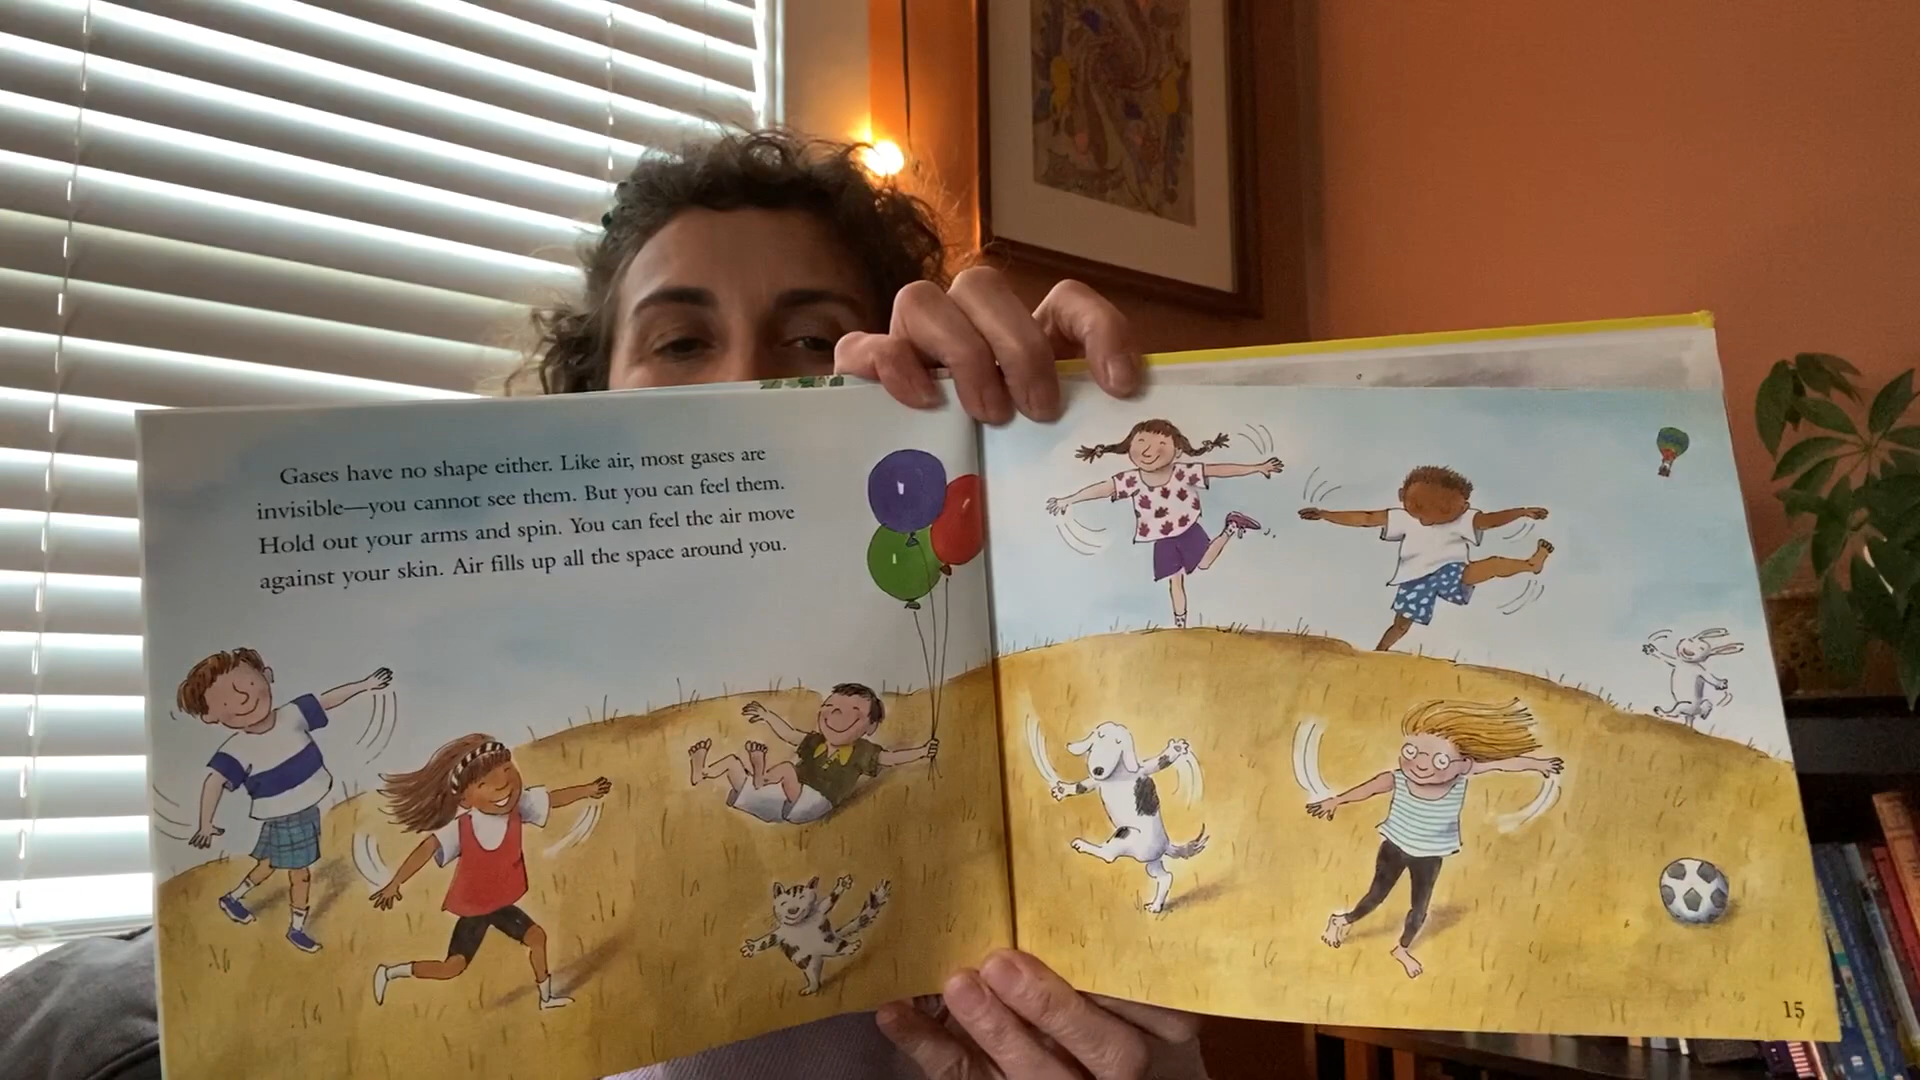 Gases have no shape either. Like air, most gases are
invisible—you cannot see them. But you can feel them.
Hold out your arms and spin. You can feel the air move
against your skin. Air fills up all the space around you.
15